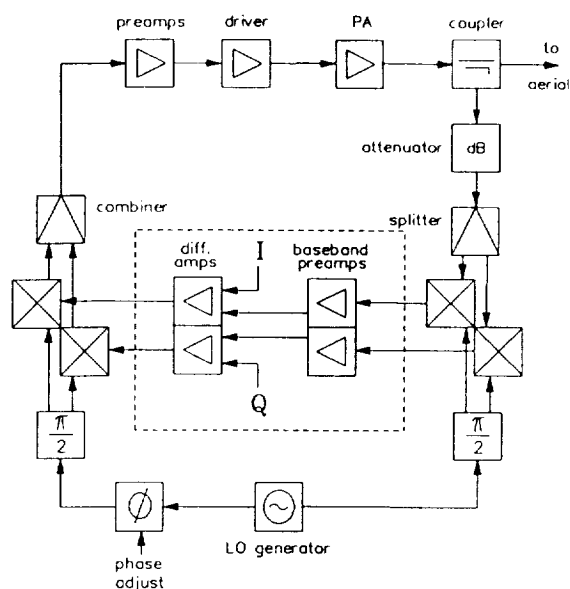 preamps
driver
PA
coupler
to
aerial
attenuator
dB
combiner
splitter
diff.
amps
I
baseband
preamps
Q
π
2
π
2
ϕ
~
LO generator
phase
adjust